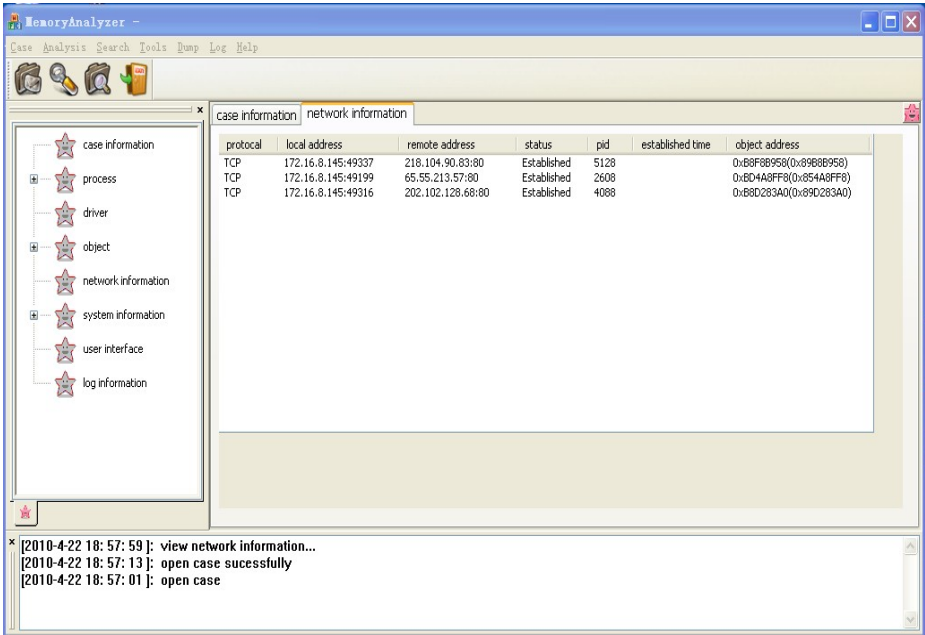 MemoryAnalyzer -
Case Analysis Search Tools Dump Log Help
case information
process
driver
object
network information
system information
user interface
log information
case information network information
protocal local address remote address status pid established time object address
TCP 172.16.8.145:49337 218.104.90.83:80 Established 5128 0xB8F8B958(0x89B8B958)
TCP 172.16.8.145:49199 65.55.213.57:80 Established 2608 0xBD4A8FF8(0x854A8FF8)
TCP 172.16.8.145:49316 202.102.128.68:80 Established 4088 0xB8D283A0(0x89D283A0)
[2010-4-22 18: 57: 59 ]: view network information...
[2010-4-22 18: 57: 13 ]: open case sucessfully
[2010-4-22 18: 57: 01 ]: open case